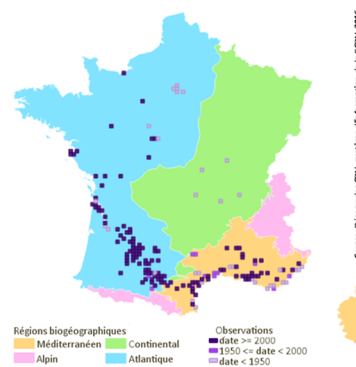 Régions biogéographiques
Méditerranéen
Continental
Alpin
Atlantique
Observations
date >= 2000
1950 <= date < 2000
date < 1950